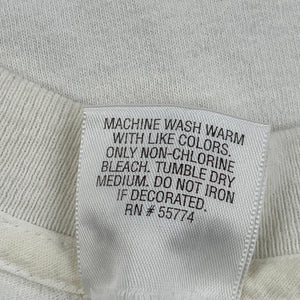 MACHINE WASH WARM
WITH LIKE COLORS,
ONLY NON-CHLORINE
BLEACH. TUMBLE DRY
MEDIUM. DO NOT IRON
IF DECORATED.
RN # 55774